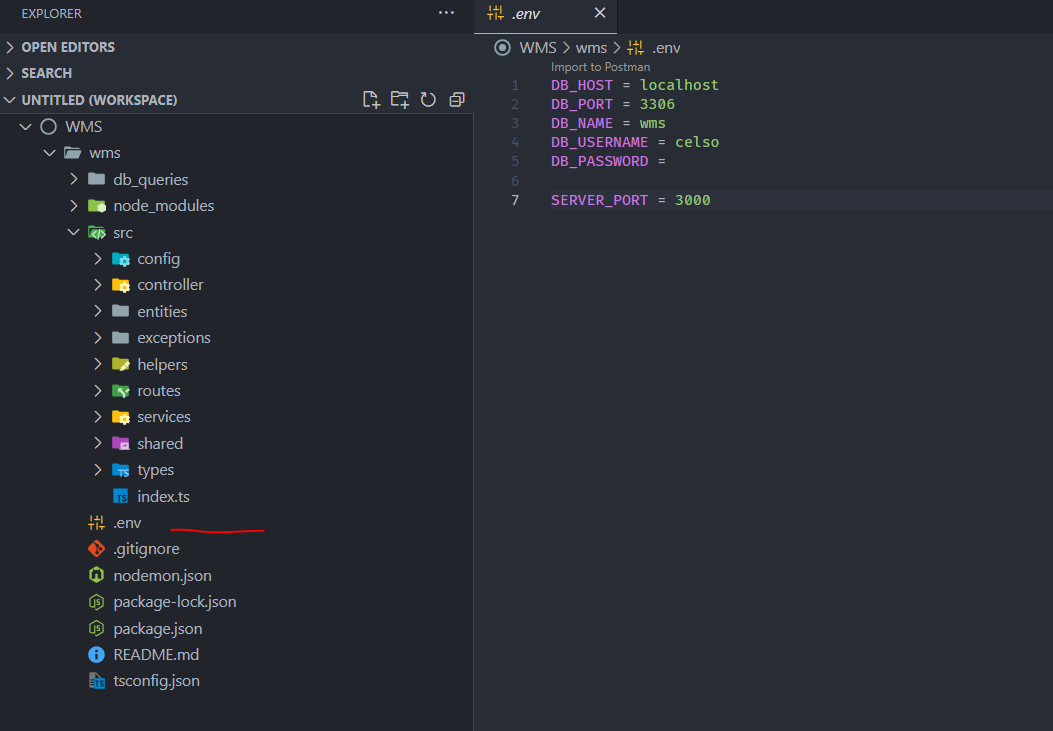 EXPLORER
OPEN EDITORS
SEARCH
UNTITLED (WORKSPACE)
WMS
wms
db_queries
node_modules
src
config
controller
entities
exceptions
helpers
routes
services
shared
types
index.ts
.env
.gitignore
nodemon.json
package-lock.json
package.json
README.md
tsconfig.json
.env
WMS > wms > .env
Import to Postman
1 DB_HOST = localhost
2 DB_PORT = 3306
3 DB_NAME = wms
4 DB_USERNAME = celso
5 DB_PASSWORD =
6
7 SERVER_PORT = 3000